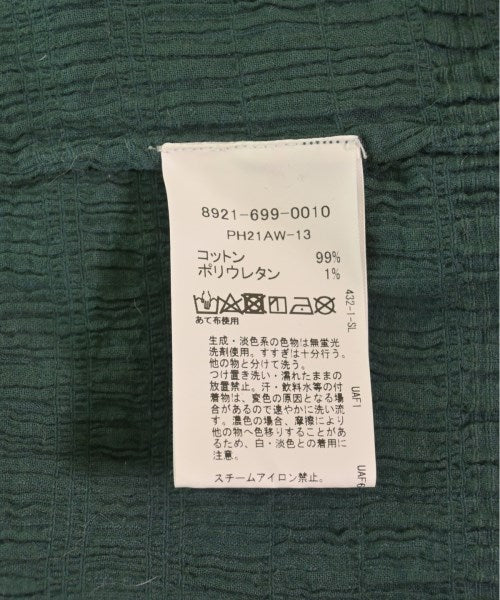 8921-699-0010
PH21AW-13
コットン 99%
ポリウレタン 1%
あて布使用
生成・淡色系の色物は無蛍光
洗剤使用。すすぎは十分行う。
他の物と分けて洗う。
つけ置き洗い・濡れたままの
放置禁止。汗・飲料水等の付
着物は、変色の原因となる場
合があるので速やかに洗い流
す。濃色の場合、摩擦により
他の物へ色移りすることがあ
るため、白・淡色との着用に
注意。
スチームアイロン禁止。
432-1-SL
UAF1
UAF6